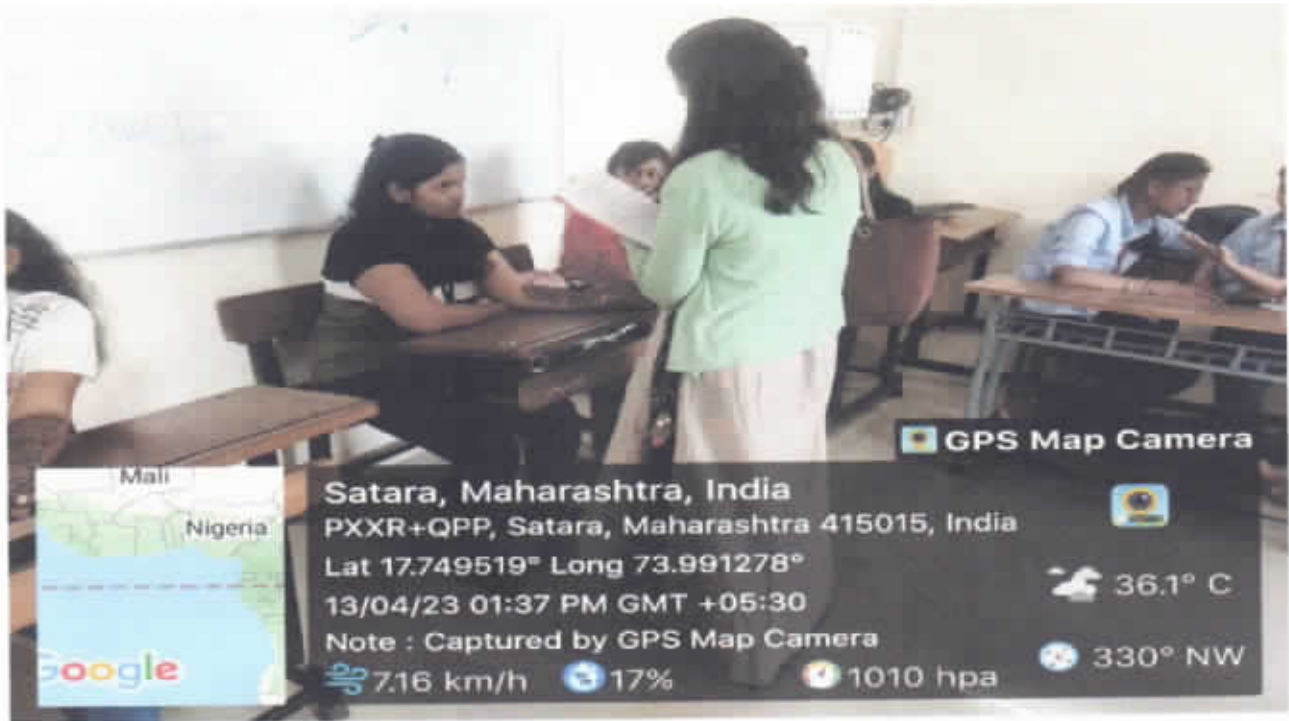 GPS Map Camera
Mali
Nigeria
Google
Satara, Maharashtra, India
PXXR+QPP, Satara, Maharashtra 415015, India
Lat 17.749519° Long 73.991278°
13/04/23 01:37 PM GMT +05:30
Note : Captured by GPS Map Camera
7.16 km/h
17%
1010 hpa
36.1° C
330° NW